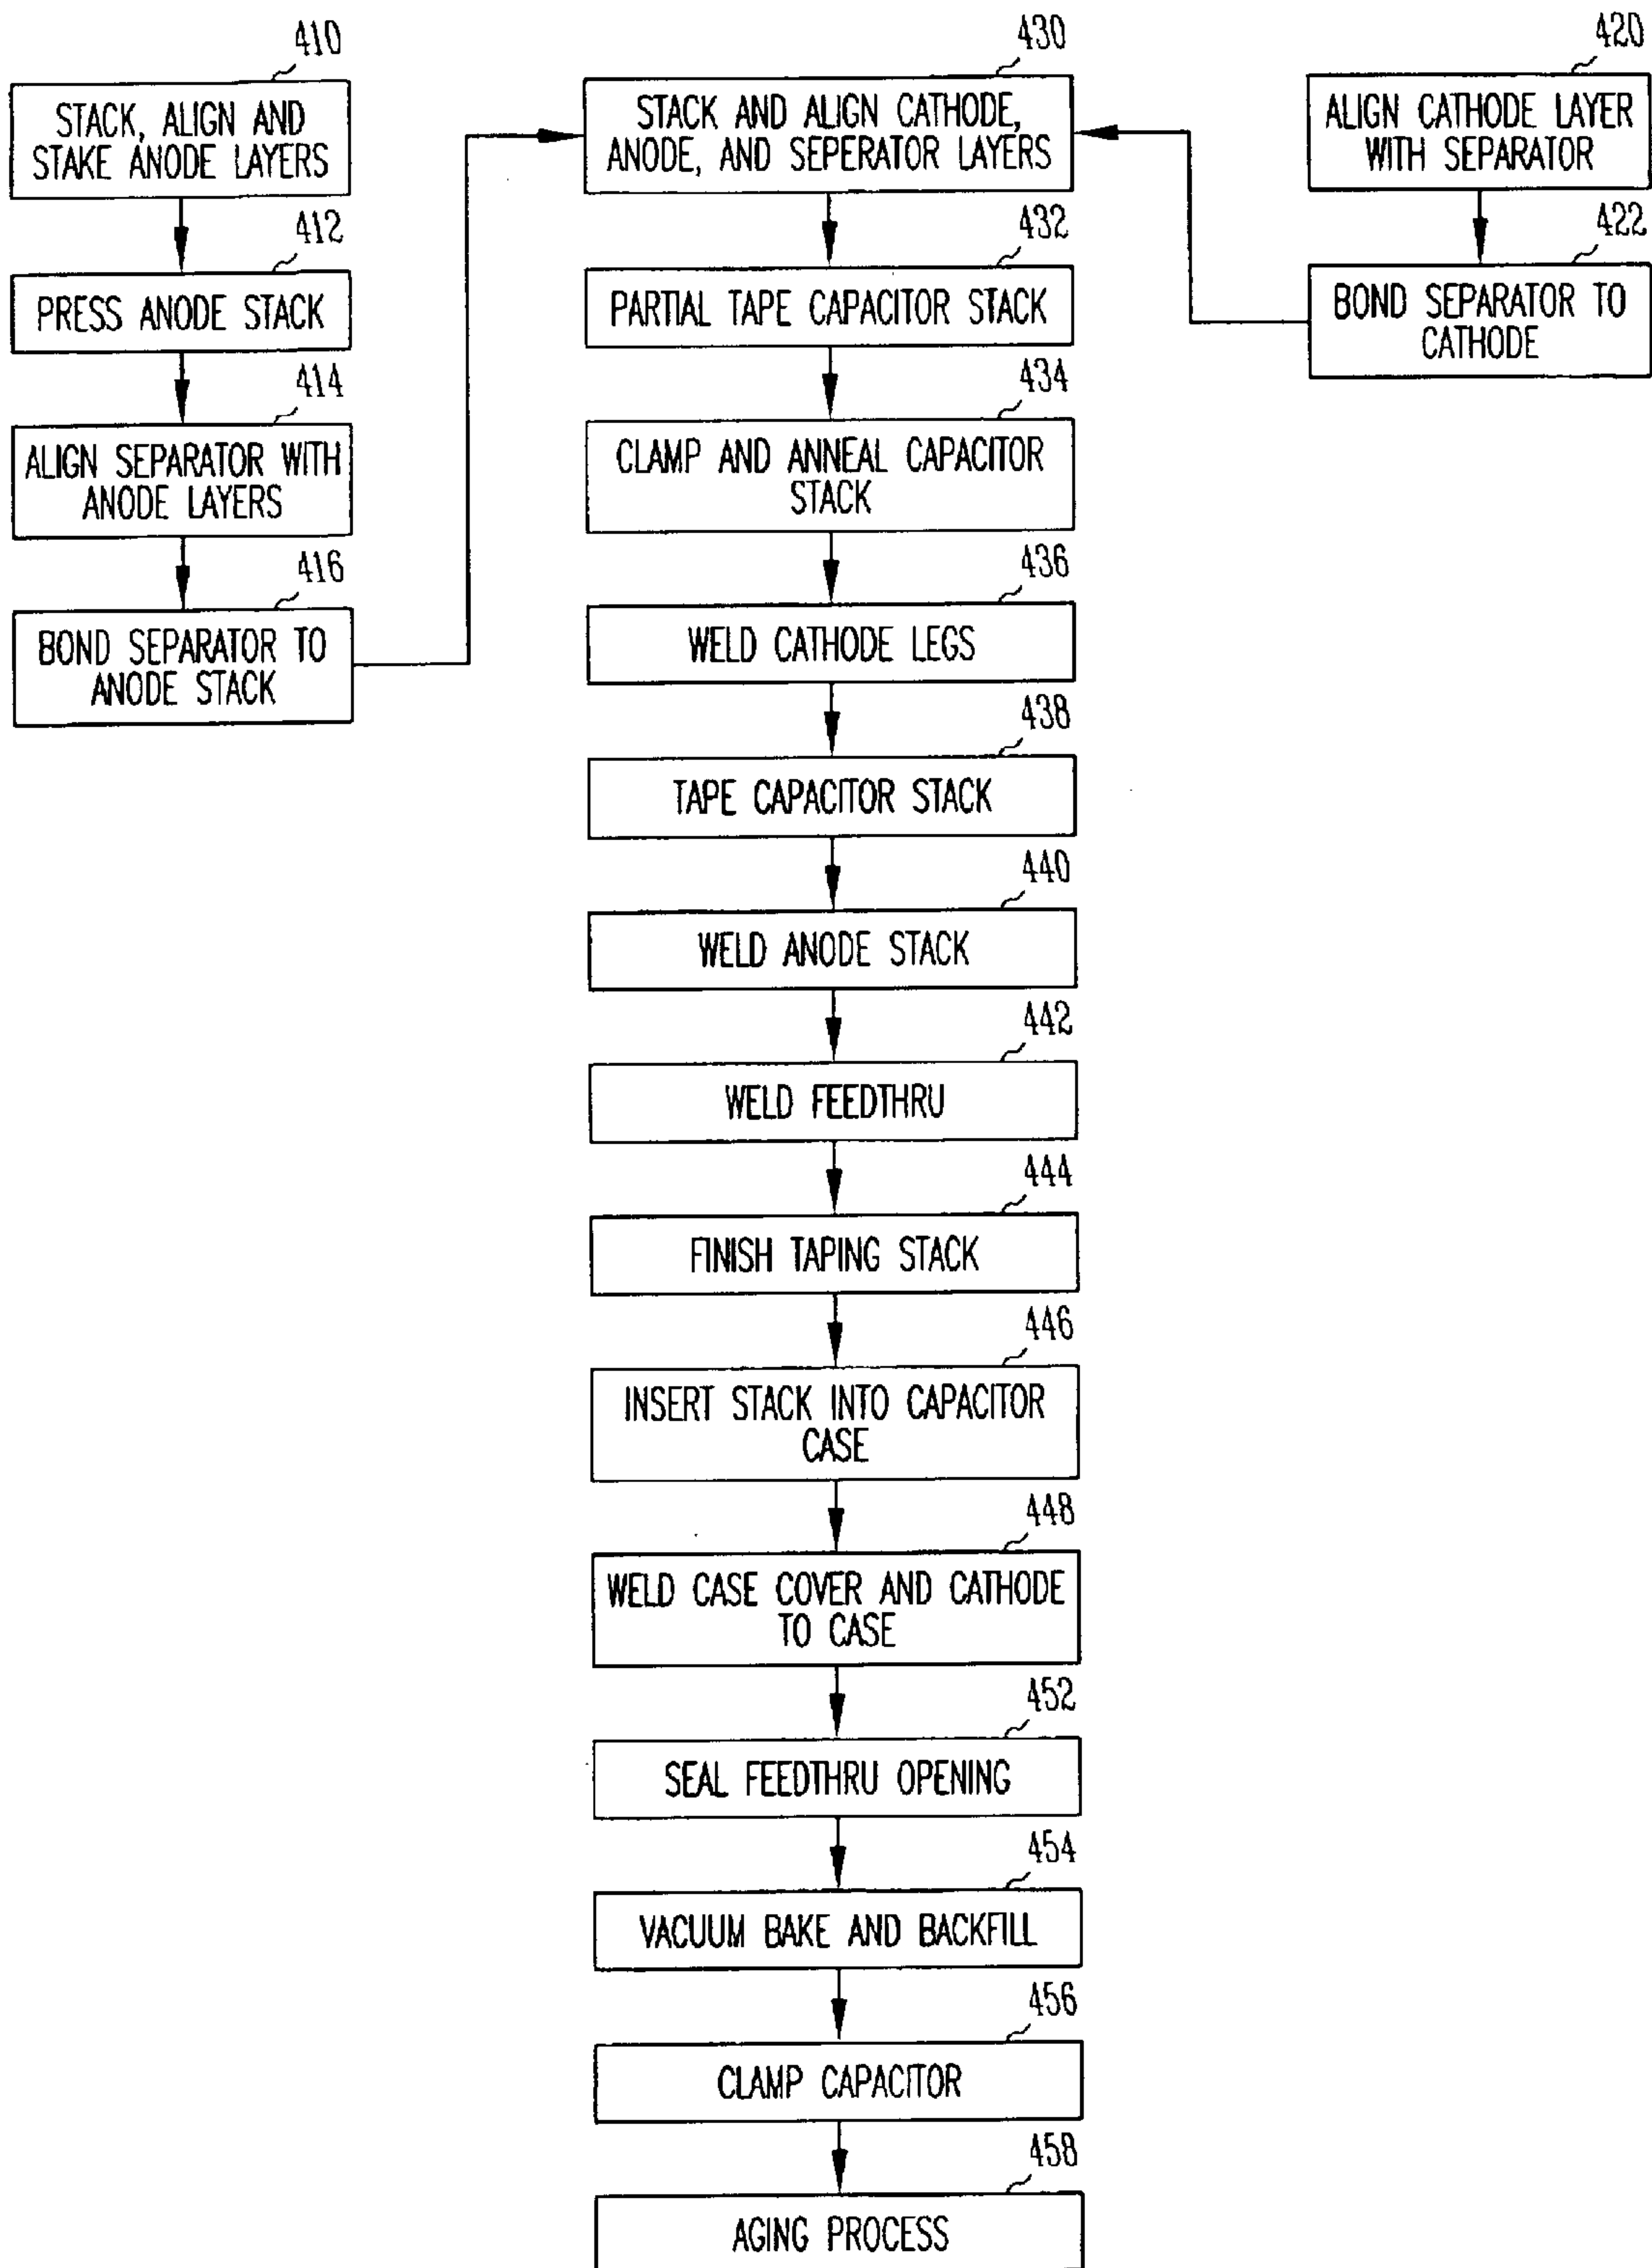 410
STACK, ALIGN AND
STAKE ANODE LAYERS
412
PRESS ANODE STACK
414
ALIGN SEPARATOR WITH
ANODE LAYERS
416
BOND SEPARATOR TO
ANODE STACK
430
STACK AND ALIGN CATHODE,
ANODE, AND SEPERATOR LAYERS
432
PARTIAL TAPE CAPACITOR STACK
434
CLAMP AND ANNEAL CAPACITOR
STACK
436
WELD CATHODE LEGS
438
TAPE CAPACITOR STACK
440
WELD ANODE STACK
442
WELD FEEDTHRU
444
FINISH TAPING STACK
446
INSERT STACK INTO CAPACITOR
CASE
448
WELD CASE COVER AND CATHODE
TO CASE
452
SEAL FEEDTHRU OPENING
454
VACUUM BAKE AND BACKFILL
456
CLAMP CAPACITOR
458
AGING PROCESS
420
ALIGN CATHODE LAYER
WITH SEPARATOR
422
BOND SEPARATOR TO
CATHODE